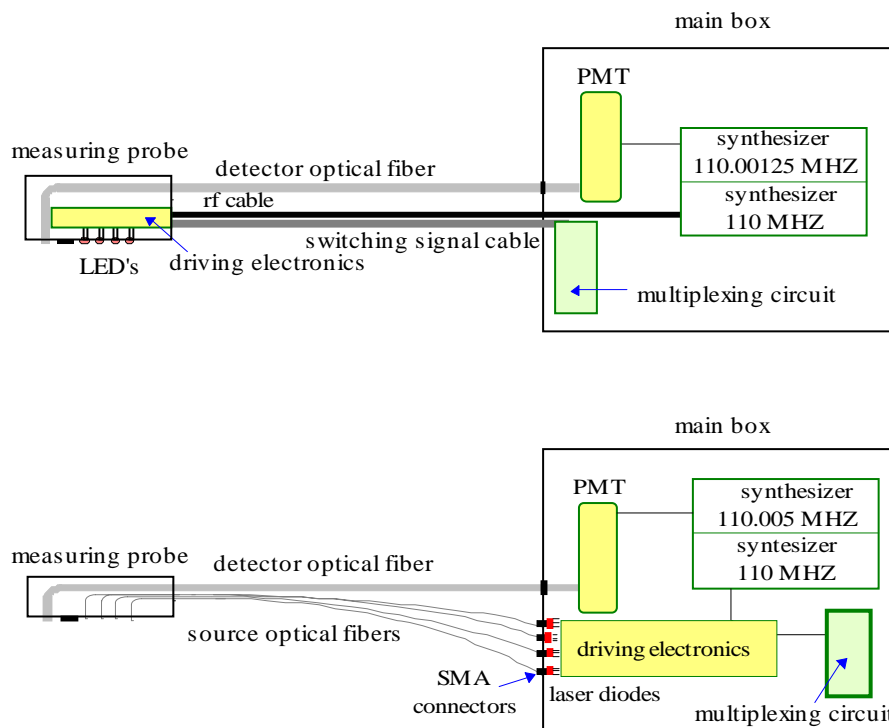 main box
PMT
synthesizer
110.00125 MHZ
synthesizer
110 MHZ
measuring probe
detector optical fiber
rf cable
switching signal cable
LED's
driving electronics
multiplexing circuit
main box
PMT
synthesizer
110.005 MHZ
syntesizer
110 MHZ
measuring probe
detector optical fiber
source optical fibers
driving electronics
SMA
connectors
laser diodes
multiplexing circuit